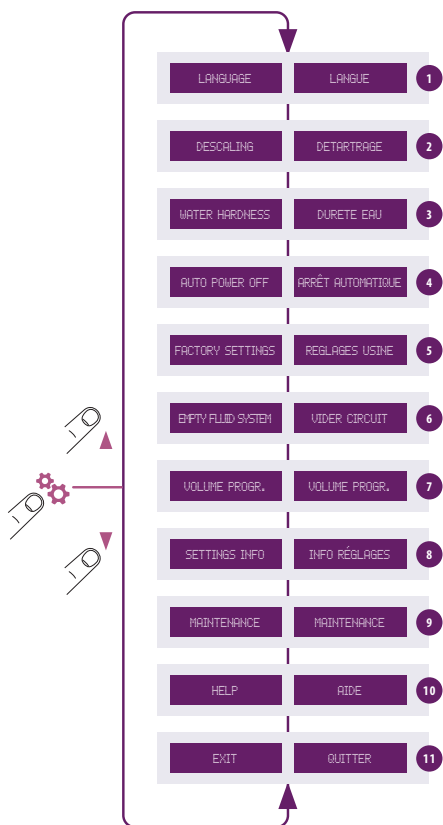 LANGUAGE LANGUE 1
DESCALING DETARTRAGE 2
WATER HARDNESS DURETE EAU 3
AUTO POWER OFF ARRÊT AUTOMATIQUE 4
FACTORY SETTINGS REGLAGES USINE 5
EMPTY FLUID SYSTEM VIDER CIRCUIT 6
VOLUME PROGR. VOLUME PROGR. 7
SETTINGS INFO INFO RÉGLAGES 8
MAINTENANCE MAINTENANCE 9
HELP AIDE 10
EXIT QUITTER 11